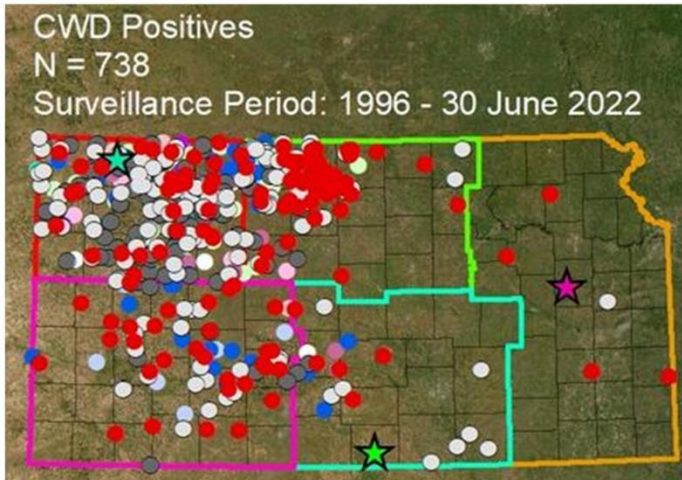 CWD Positives
N = 738
Surveillance Period: 1996 - 30 June 2022